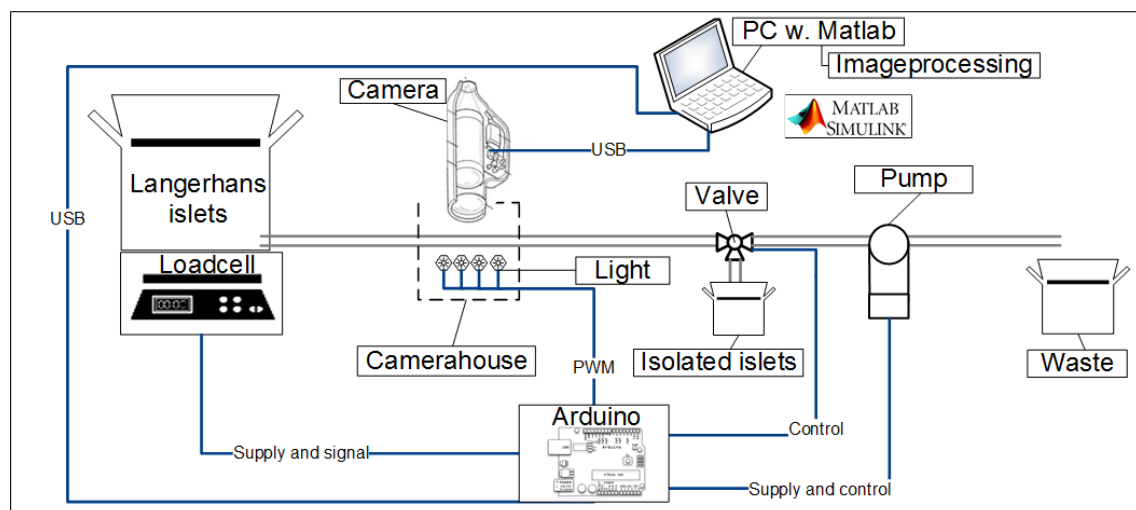 PC w. Matlab
Imageprocessing
Camera
MATLAB
SIMULINK®
USB
Langerhans
islets
Pump
Valve
USB
Loadcell
Light
Camerahouse
Isolated islets
Waste
PWM
Arduino
Control
Supply and signal
Supply and control